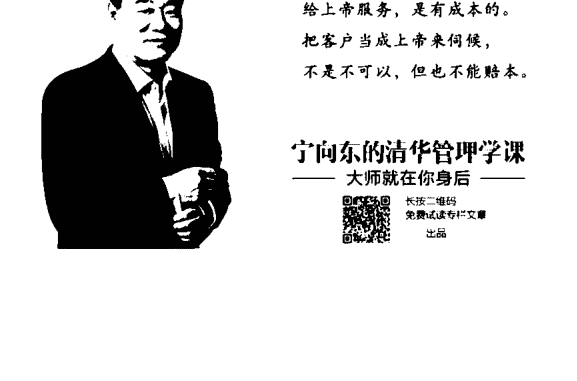 给上帝服务，是有成本的。
把客户当成上帝来伺候，
不是不可以，但也不能赔本。
宁向东的清华管理学课
大师就在你身后
长按二维码
免费试读专栏文章
出品